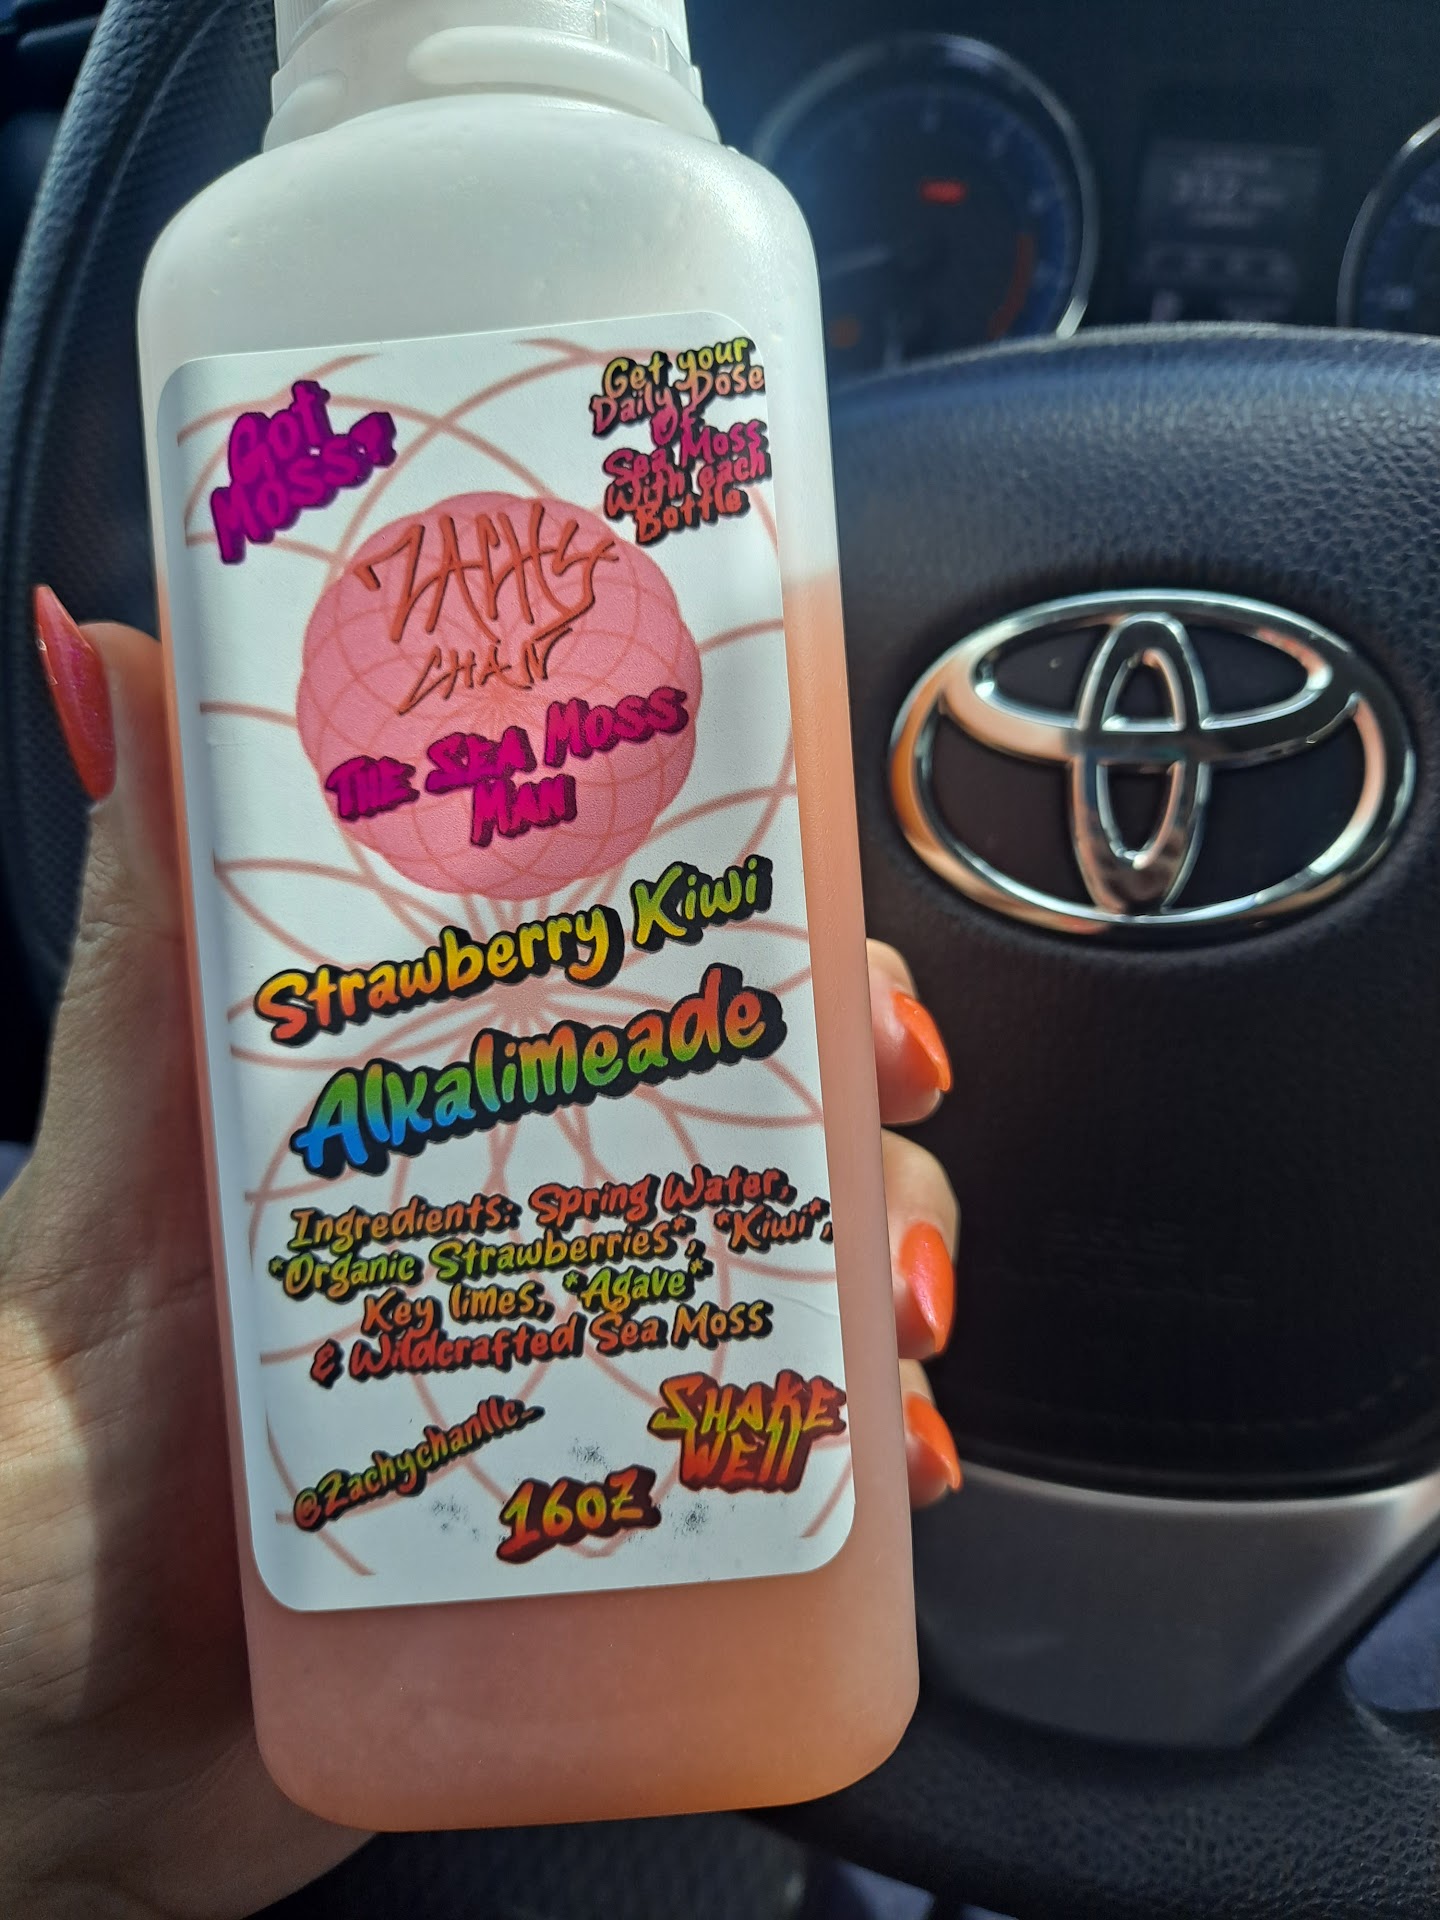 Got
Moss?
Get your
Daily Dose
Of
Sea Moss
With each
Bottle
ZACHY
CHAN
THE SEA MOSS
MAN
Strawberry Kiwi
Alkalimeade
Ingredients: Spring Water,
*Organic Strawberries*, *Kiwi*,
Key limes, *Agave*
& Wildcrafted Sea Moss
@Zachychanllc_
SHAKE
WELL
16oz